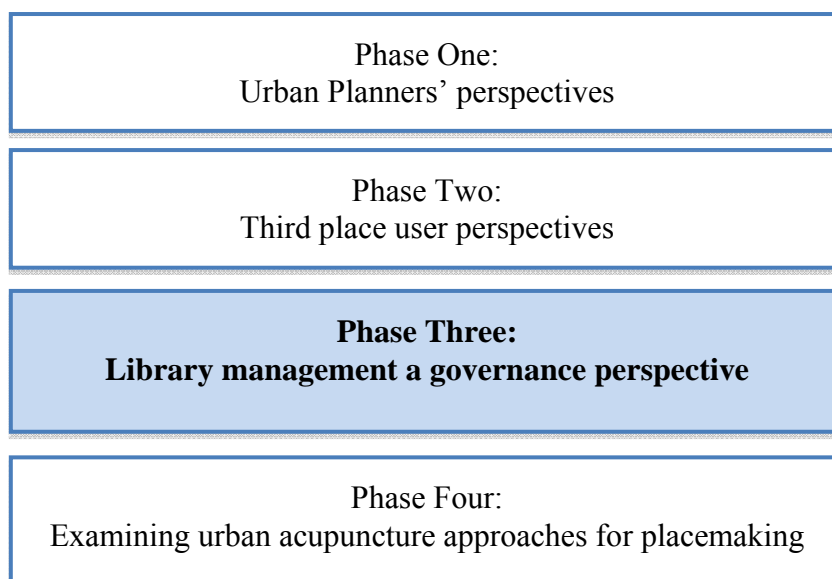 Phase One:
Urban Planners’ perspectives
Phase Two:
Third place user perspectives
Phase Three:
Library management a governance perspective
Phase Four:
Examining urban acupuncture approaches for placemaking